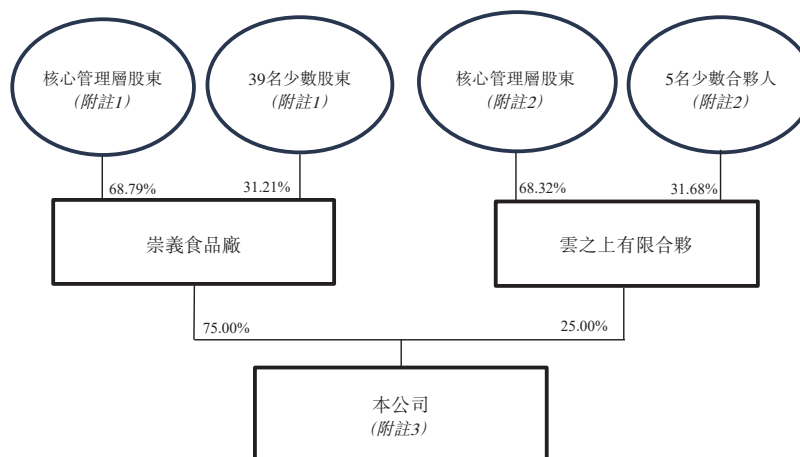 核心管理層股東
(附註1)
39名少數股東
(附註1)
核心管理層股東
(附註2)
5名少數合夥人
(附註2)
68.79%
31.21%
68.32%
31.68%
崇義食品廠
雲之上有限合夥
75.00%
25.00%
本公司
(附註3)